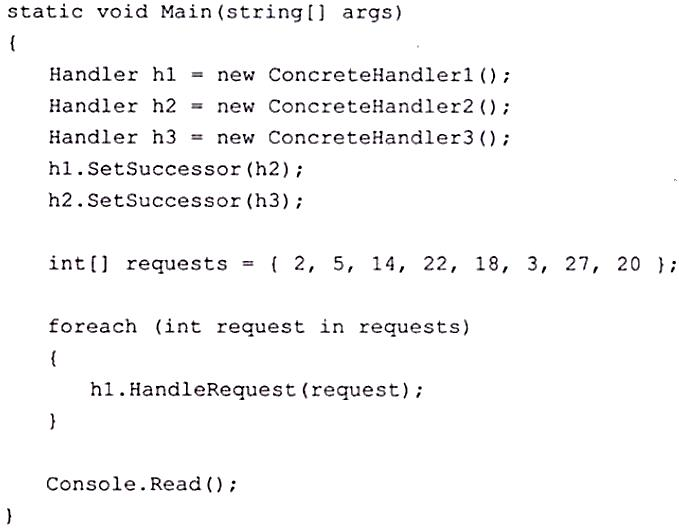 static void Main(string[] args)
{
    Handler h1 = new ConcreteHandler1();
    Handler h2 = new ConcreteHandler2();
    Handler h3 = new ConcreteHandler3();
    h1.SetSuccessor(h2);
    h2.SetSuccessor(h3);

    int[] requests = { 2, 5, 14, 22, 18, 3, 27, 20 };

    foreach (int request in requests)
    {
        h1.HandleRequest(request);
    }

    Console.Read();
}